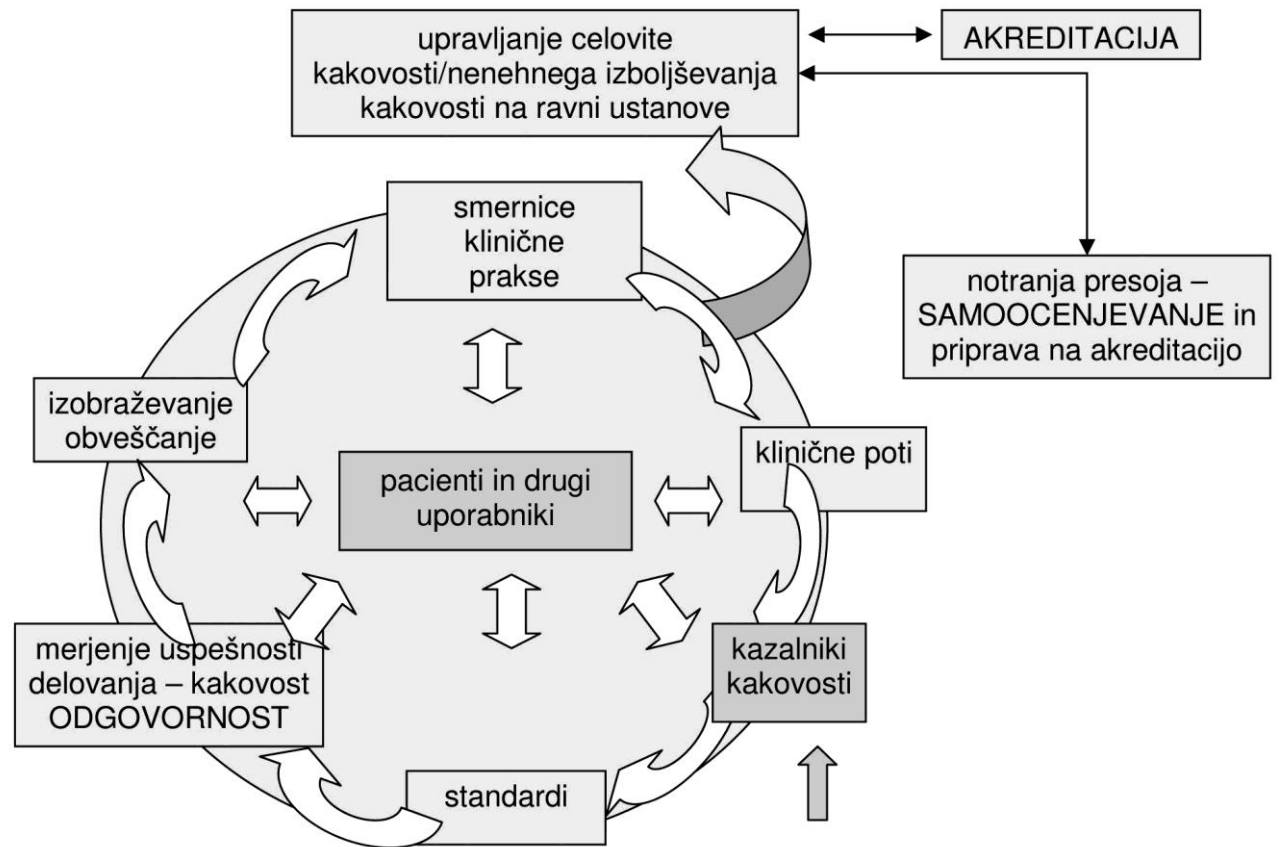 upravljanje celovite
kakovosti/nenehnega izboljševanja
kakovosti na ravni ustanove
AKREDITACIJA
notranja presoja –
SAMOOCENJEVANJE in
priprava na akreditacijo
smernice
klinične
prakse
izobraževanje
obveščanje
klinične poti
pacienti in drugi
uporabniki
merjenje uspešnosti
delovanja – kakovost
ODGOVORNOST
kazalniki
kakovosti
standardi